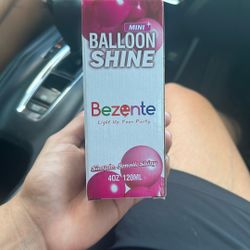 MINI+
BALLOON
SHINE
Bezente
Light Up Your Party
4OZ 120ML